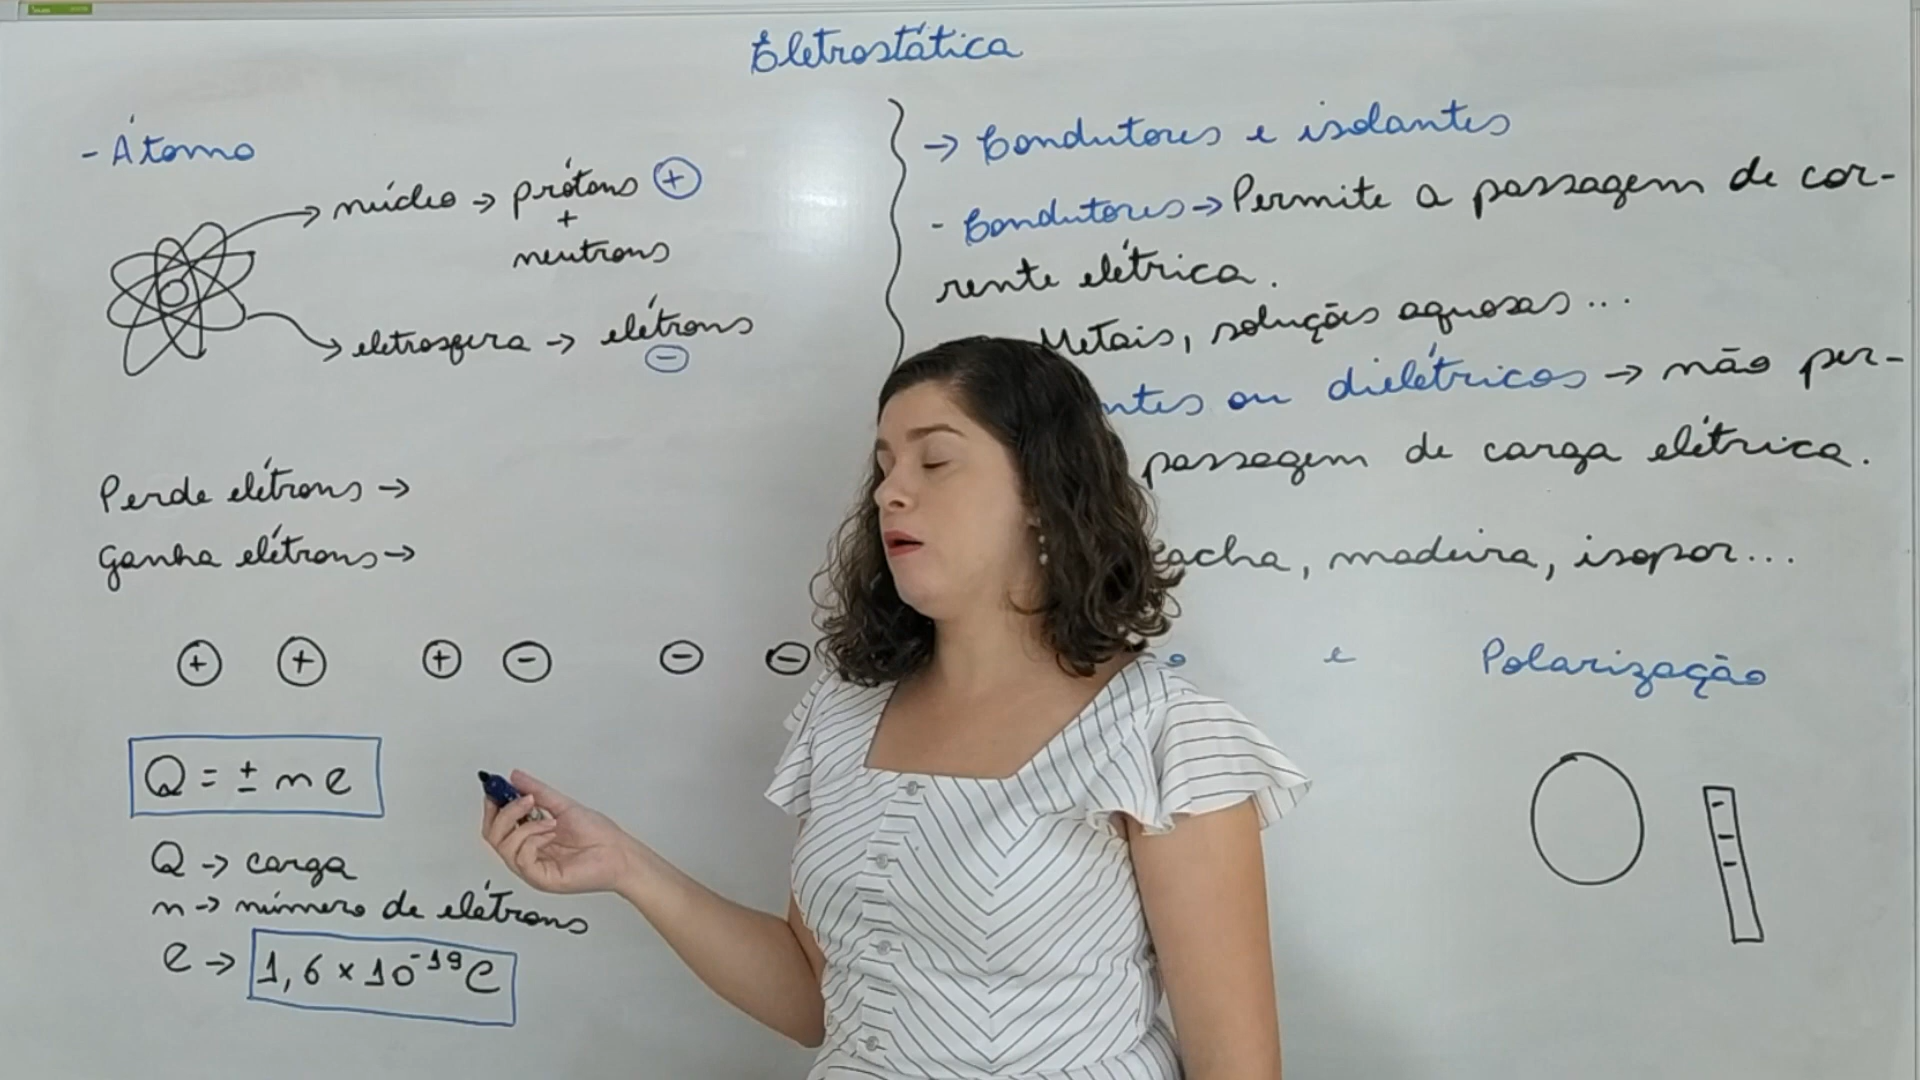 Eletrostática
- Átomo
núcleo → prótons +
+
neutrons
eletrosfera → elétrons
-
Perde elétrons →
Ganha elétrons →
+ + + - - -
Q = ± n e
Q → carga
n → número de elétrons
e → 1,6 × 10⁻¹⁹ C
→ Condutores e isolantes
- Condutores → Permite a passagem de cor-
rente elétrica.
Metais, soluções aquosas...
ou dielétricos → não per-
passagem de carga elétrica.
madeira, isopor...
e Polarização
- - -